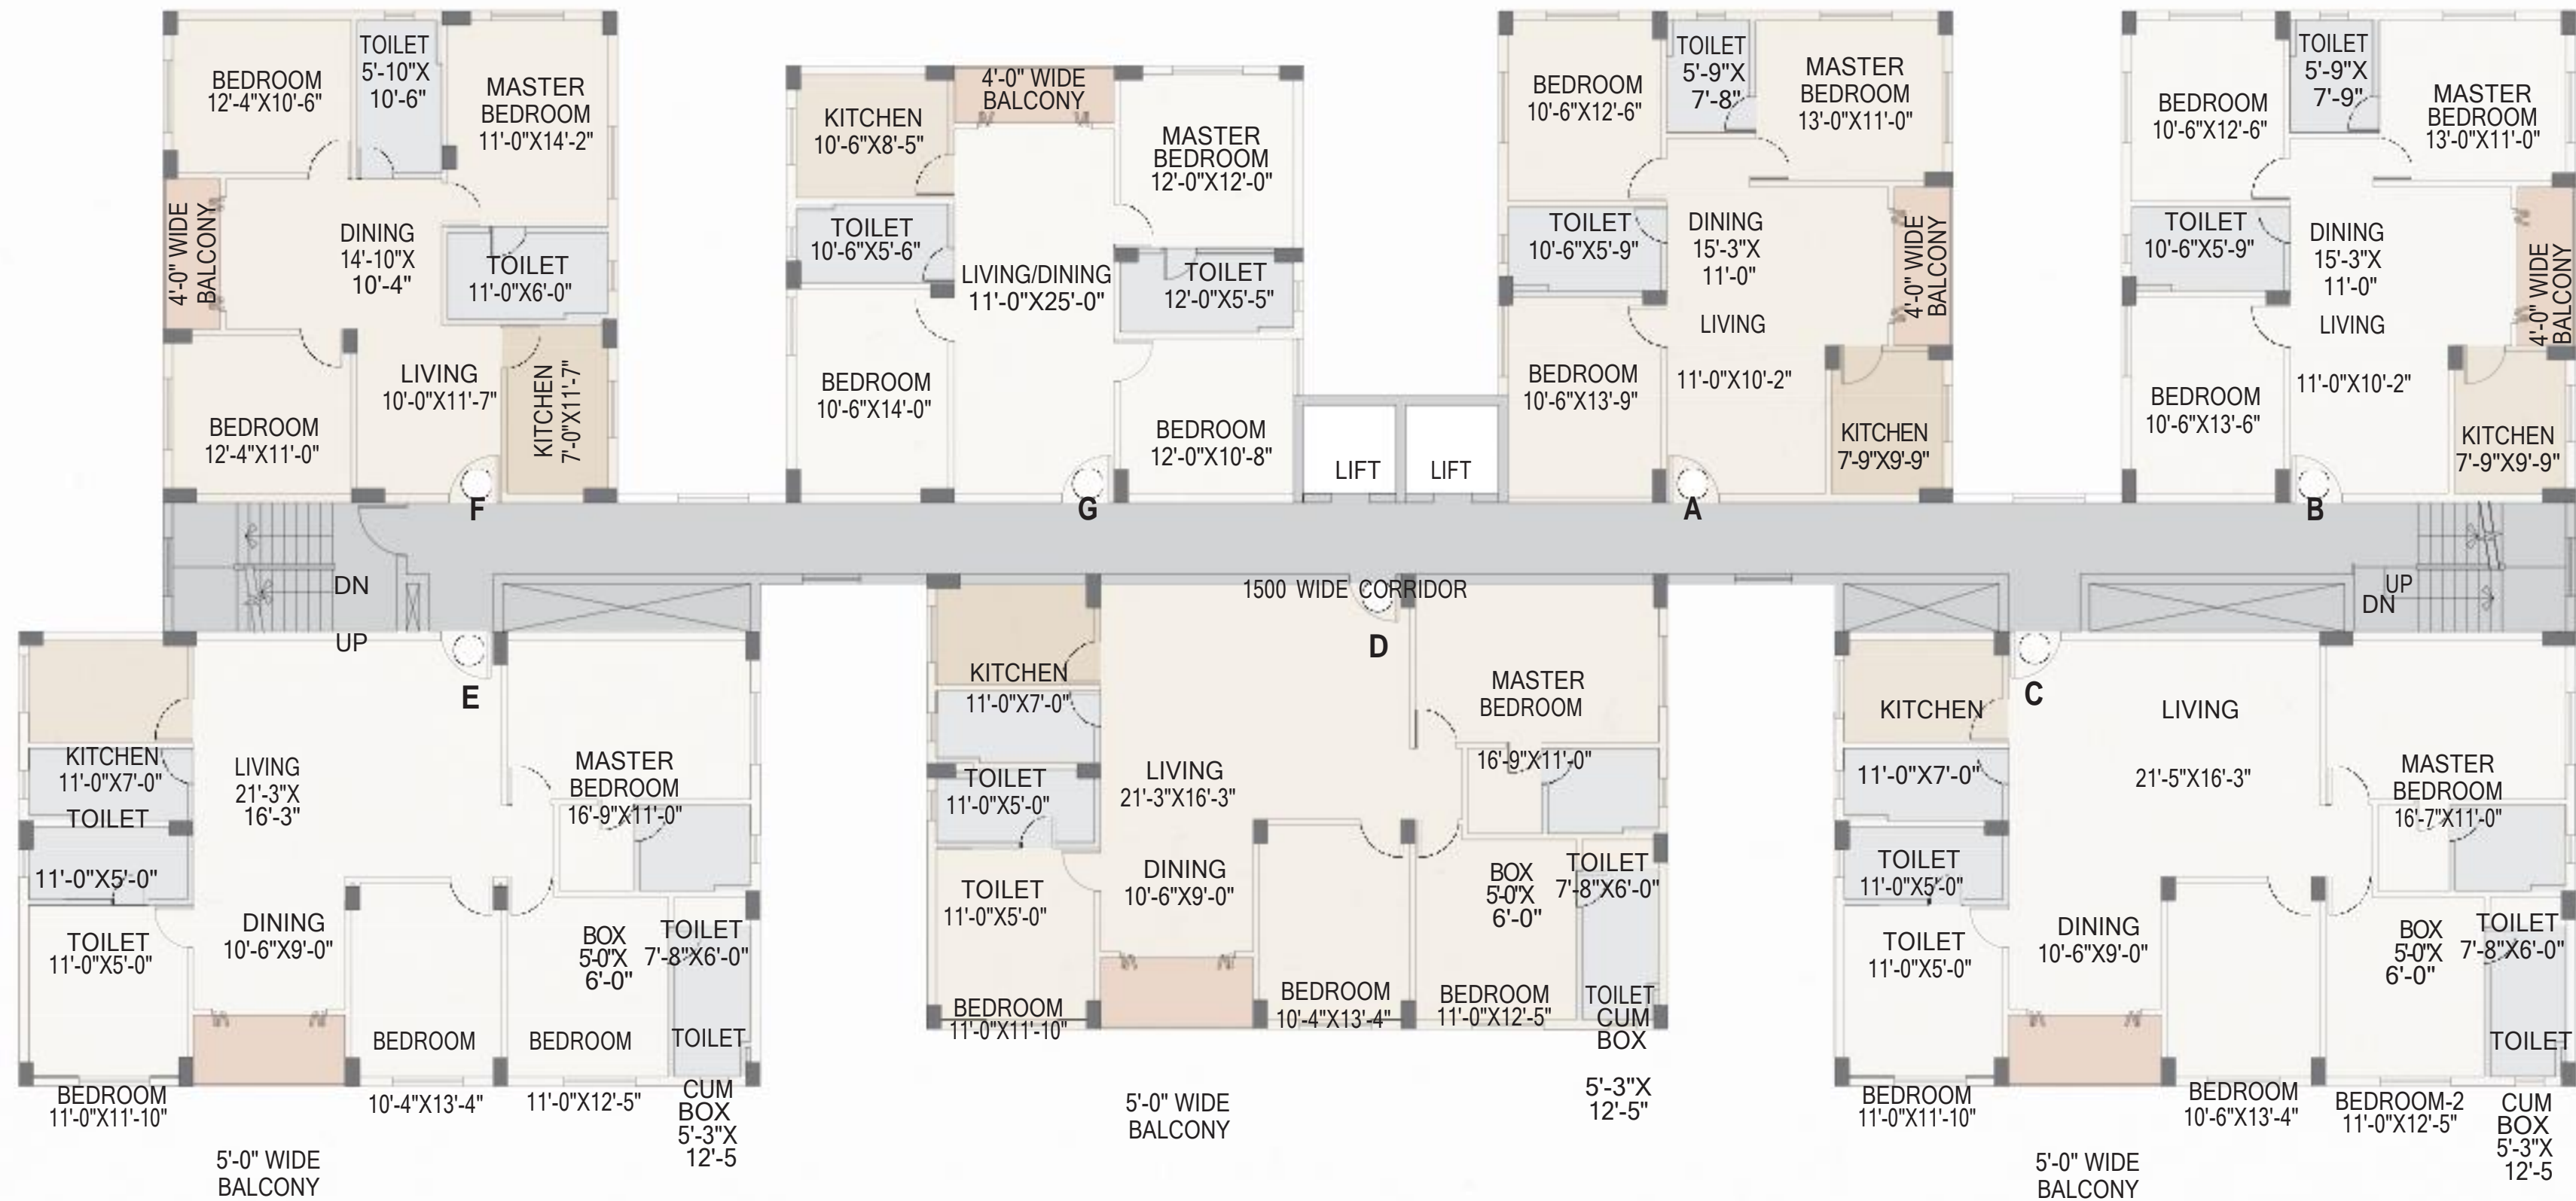 BEDROOM
12'-4"X10'-6"
TOILET
5'-10"X
10'-6"
MASTER
BEDROOM
11'-0"X14'-2"
4'-0" WIDE
BALCONY
DINING
14'-10"X
10'-4"
TOILET
11'-0"X6'-0"
BEDROOM
12'-4"X11'-0"
LIVING
10'-0"X11'-7"
KITCHEN
7'-0"X11'-7"
F
KITCHEN
10'-6"X8'-5"
4'-0" WIDE
BALCONY
MASTER
BEDROOM
12'-0"X12'-0"
TOILET
10'-6"X5'-6"
LIVING/DINING
11'-0"X25'-0"
TOILET
12'-0"X5'-5"
BEDROOM
10'-6"X14'-0"
BEDROOM
12'-0"X10'-8"
G
LIFT
LIFT
BEDROOM
10'-6"X12'-6"
TOILET
5'-9"X
7'-8"
MASTER
BEDROOM
13'-0"X11'-0"
TOILET
10'-6"X5'-9"
DINING
15'-3"X
11'-0"
4'-0" WIDE
BALCONY
LIVING
11'-0"X10'-2"
BEDROOM
10'-6"X13'-9"
KITCHEN
7'-9"X9'-9"
A
BEDROOM
10'-6"X12'-6"
TOILET
5'-9"X
7'-9"
MASTER
BEDROOM
13'-0"X11'-0"
TOILET
10'-6"X5'-9"
DINING
15'-3"X
11'-0"
4'-0" WIDE
BALCONY
LIVING
11'-0"X10'-2"
BEDROOM
10'-6"X13'-6"
KITCHEN
7'-9"X9'-9"
B
DN
UP
1500 WIDE CORRIDOR
UP
DN
E
KITCHEN
11'-0"X7'-0"
TOILET
11'-0"X5'-0"
LIVING
21'-3"X
16'-3"
MASTER
BEDROOM
16'-9"X11'-0"
TOILET
11'-0"X5'-0"
DINING
10'-6"X9'-0"
BOX
5'-0"X
6'-0"
TOILET
7'-8"X6'-0"
BEDROOM
11'-0"X11'-10"
BEDROOM
10'-4"X13'-4"
BEDROOM
11'-0"X12'-5"
TOILET
CUM
BOX
5'-3"X
12'-5
5'-0" WIDE
BALCONY
D
KITCHEN
11'-0"X7'-0"
MASTER
BEDROOM
16'-9"X11'-0"
TOILET
11'-0"X5'-0"
LIVING
21'-3"X16'-3"
TOILET
11'-0"X5'-0"
DINING
10'-6"X9'-0"
BOX
5'-0"X
6'-0"
TOILET
7'-8"X6'-0"
BEDROOM
11'-0"X11'-10"
BEDROOM
10'-4"X13'-4"
BEDROOM
11'-0"X12'-5"
TOILET
CUM
BOX
5'-3"X
12'-5"
5'-0" WIDE
BALCONY
C
KITCHEN
11'-0"X7'-0"
LIVING
21'-5"X16'-3"
MASTER
BEDROOM
16'-7"X11'-0"
TOILET
11'-0"X5'-0"
TOILET
11'-0"X5'-0"
DINING
10'-6"X9'-0"
BOX
5'-0"X
6'-0"
TOILET
7'-8"X6'-0"
BEDROOM
11'-0"X11'-10"
BEDROOM
10'-6"X13'-4"
BEDROOM-2
11'-0"X12'-5"
TOILET
CUM
BOX
5'-3"X
12'-5
5'-0" WIDE
BALCONY